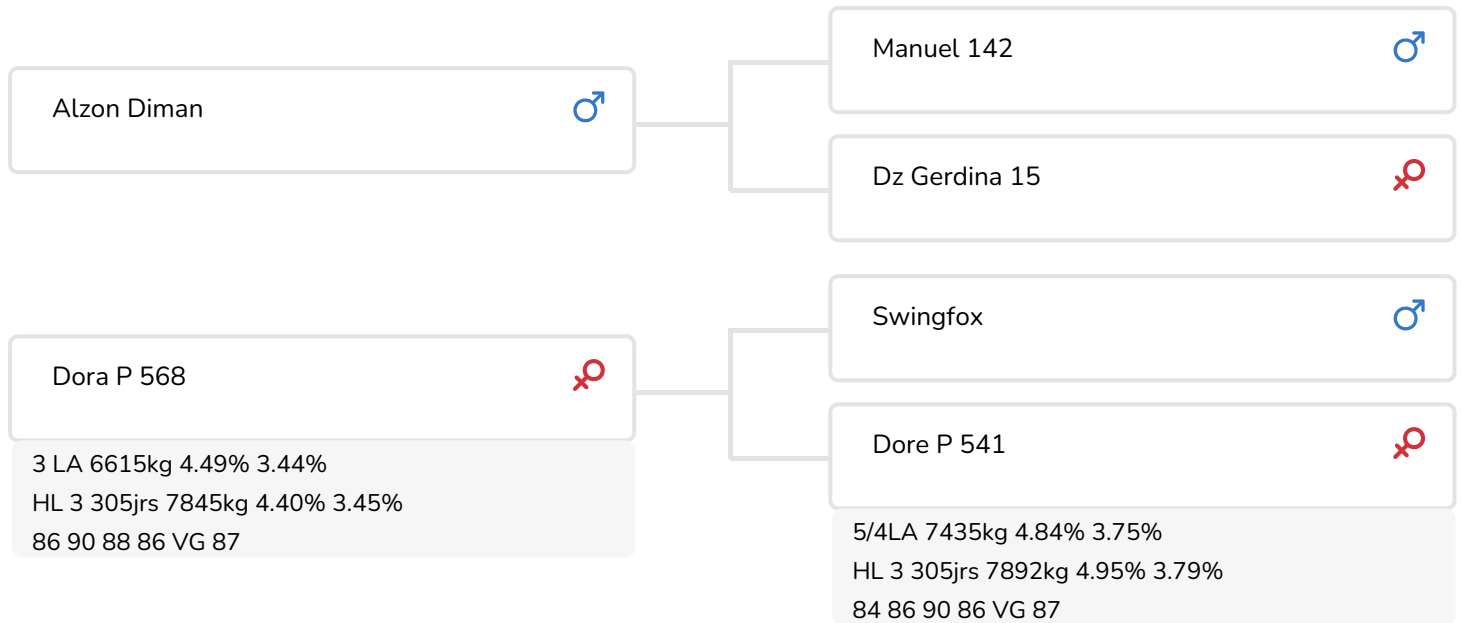 Alzon Diman
Manuel 142
Dz Gerdina 15
Dora P 568
3 LA 6615kg 4.49% 3.44%
HL 3 305jrs 7845kg 4.40% 3.45%
86 90 88 86 VG 87
Swingfox
Dore P 541
5/4LA 7435kg 4.84% 3.75%
HL 3 305jrs 7892kg 4.95% 3.79%
84 86 90 86 VG 87